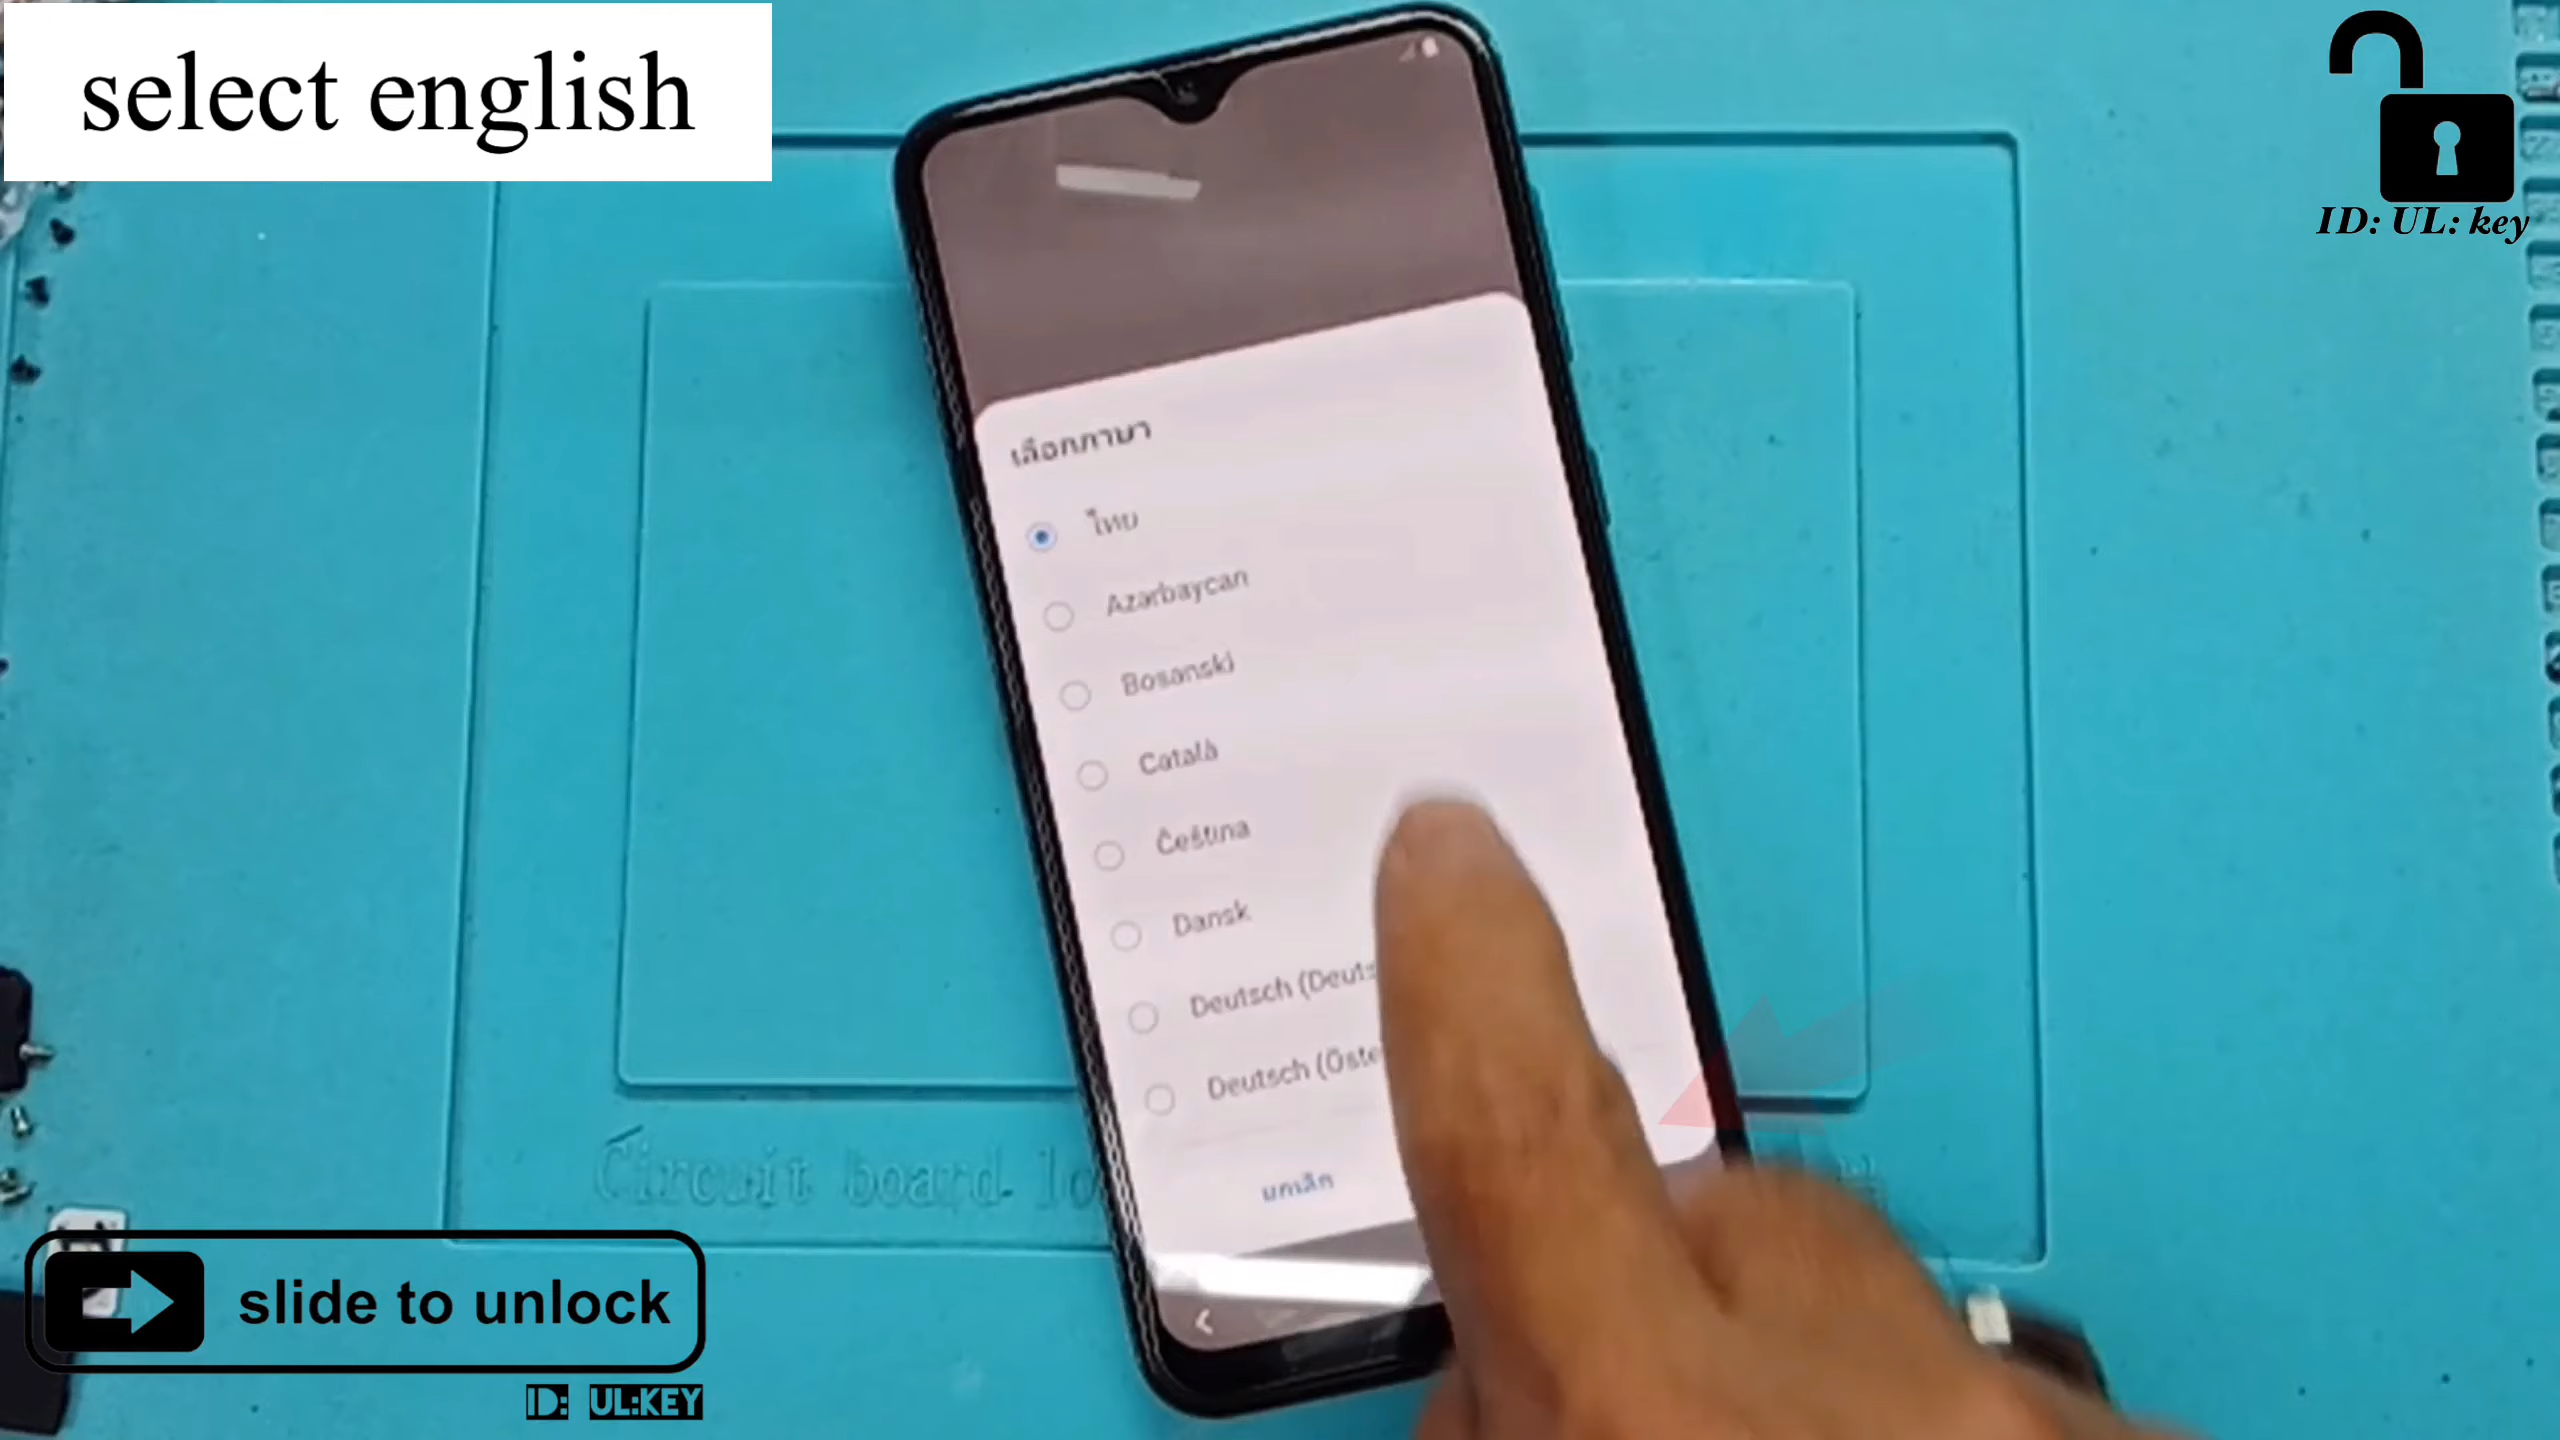 select english
ID: UL: key
เลือกภาษา
ไทย
Azərbaycan
Bosanski
Català
Čeština
Dansk
Deutsch (Deuts
Deutsch (Öste
ยกเลิก
Circuit board lo
slide to unlock
ID: UL:KEY